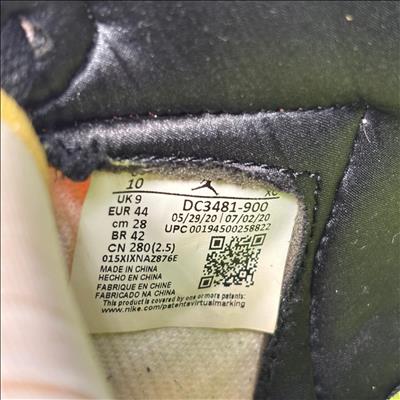 10
UK 9
EUR 44
cm 28
BR 42
CN 280(2.5)
015XIXNAZ876E
DC3481-900
05/29/20 07/02/20
UPC 00194500258822
MADE IN CHINA
HECHO EN CHINA
FABRIQUE EN CHINE
FABRICADO NA CHINA
This product is covered by one or more patents:
www.nike.com/patentsvirtualmarking